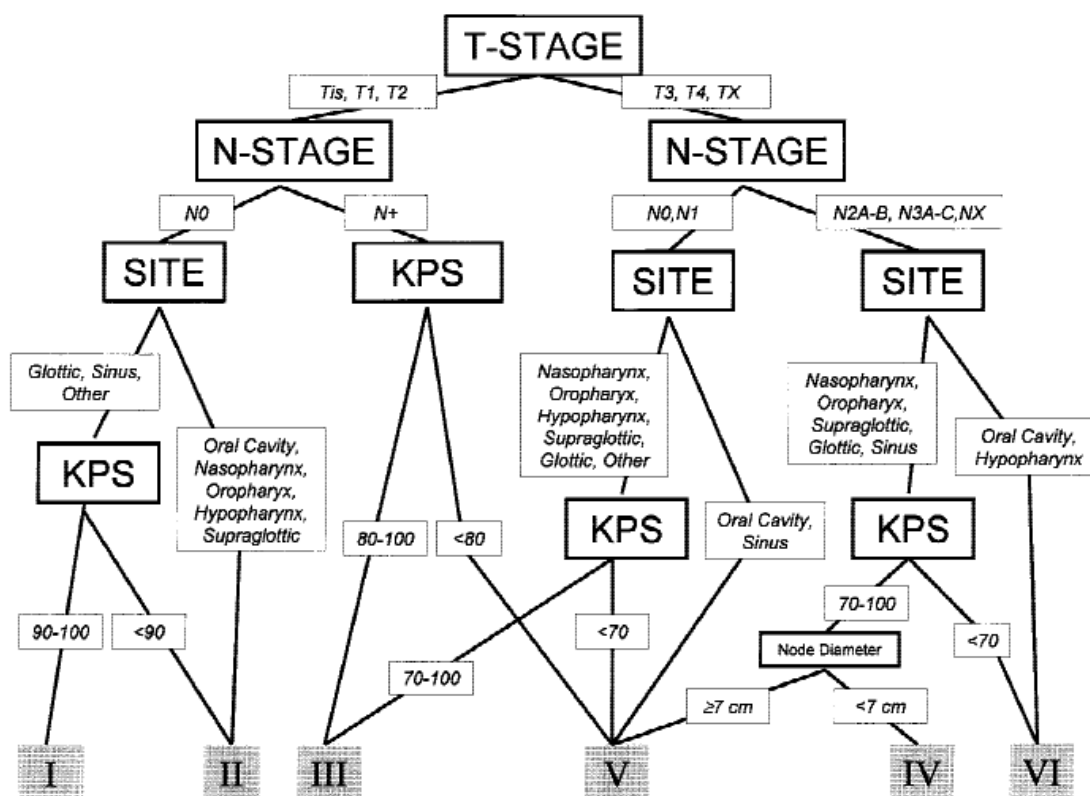 T-STAGE
Tis, T1, T2
T3, T4, TX
N-STAGE
N-STAGE
N0
N+
N0,N1
N2A-B, N3A-C,NX
SITE
KPS
SITE
SITE
Glottic, Sinus,
Other
Nasopharynx,
Oropharyx,
Hypopharynx,
Supraglottic,
Glottic, Other
Nasopharynx,
Oropharyx,
Supraglottic,
Glottic, Sinus
Oral Cavity,
Hypopharynx
Oral Cavity,
Nasopharynx,
Oropharyx,
Hypopharynx,
Supraglottic
KPS
KPS
KPS
Oral Cavity,
Sinus
80-100
<80
70-100
Node Diameter
<70
90-100
<90
<70
70-100
≥7 cm
<7 cm
I
II
III
V
IV
VI